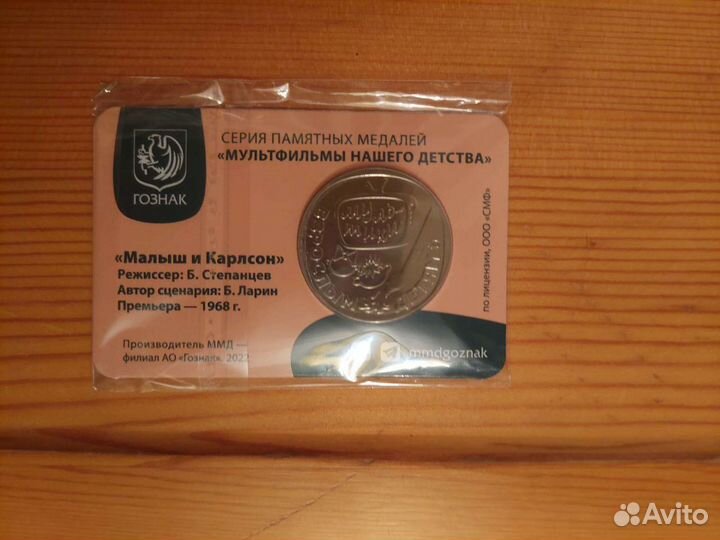 ГОЗНАК
СЕРИЯ ПАМЯТНЫХ МЕДАЛЕЙ
«МУЛЬТФИЛЬМЫ НАШЕГО ДЕТСТВА»
«Малыш и Карлсон»
Режиссер: Б. Степанцев
Автор сценария: Б. Ларин
Премьера — 1968 г.
Производитель ММД —
филиал АО «Гознак». 2022
по лицензии, ООО «СМФ»
mmdgoznak
Avito